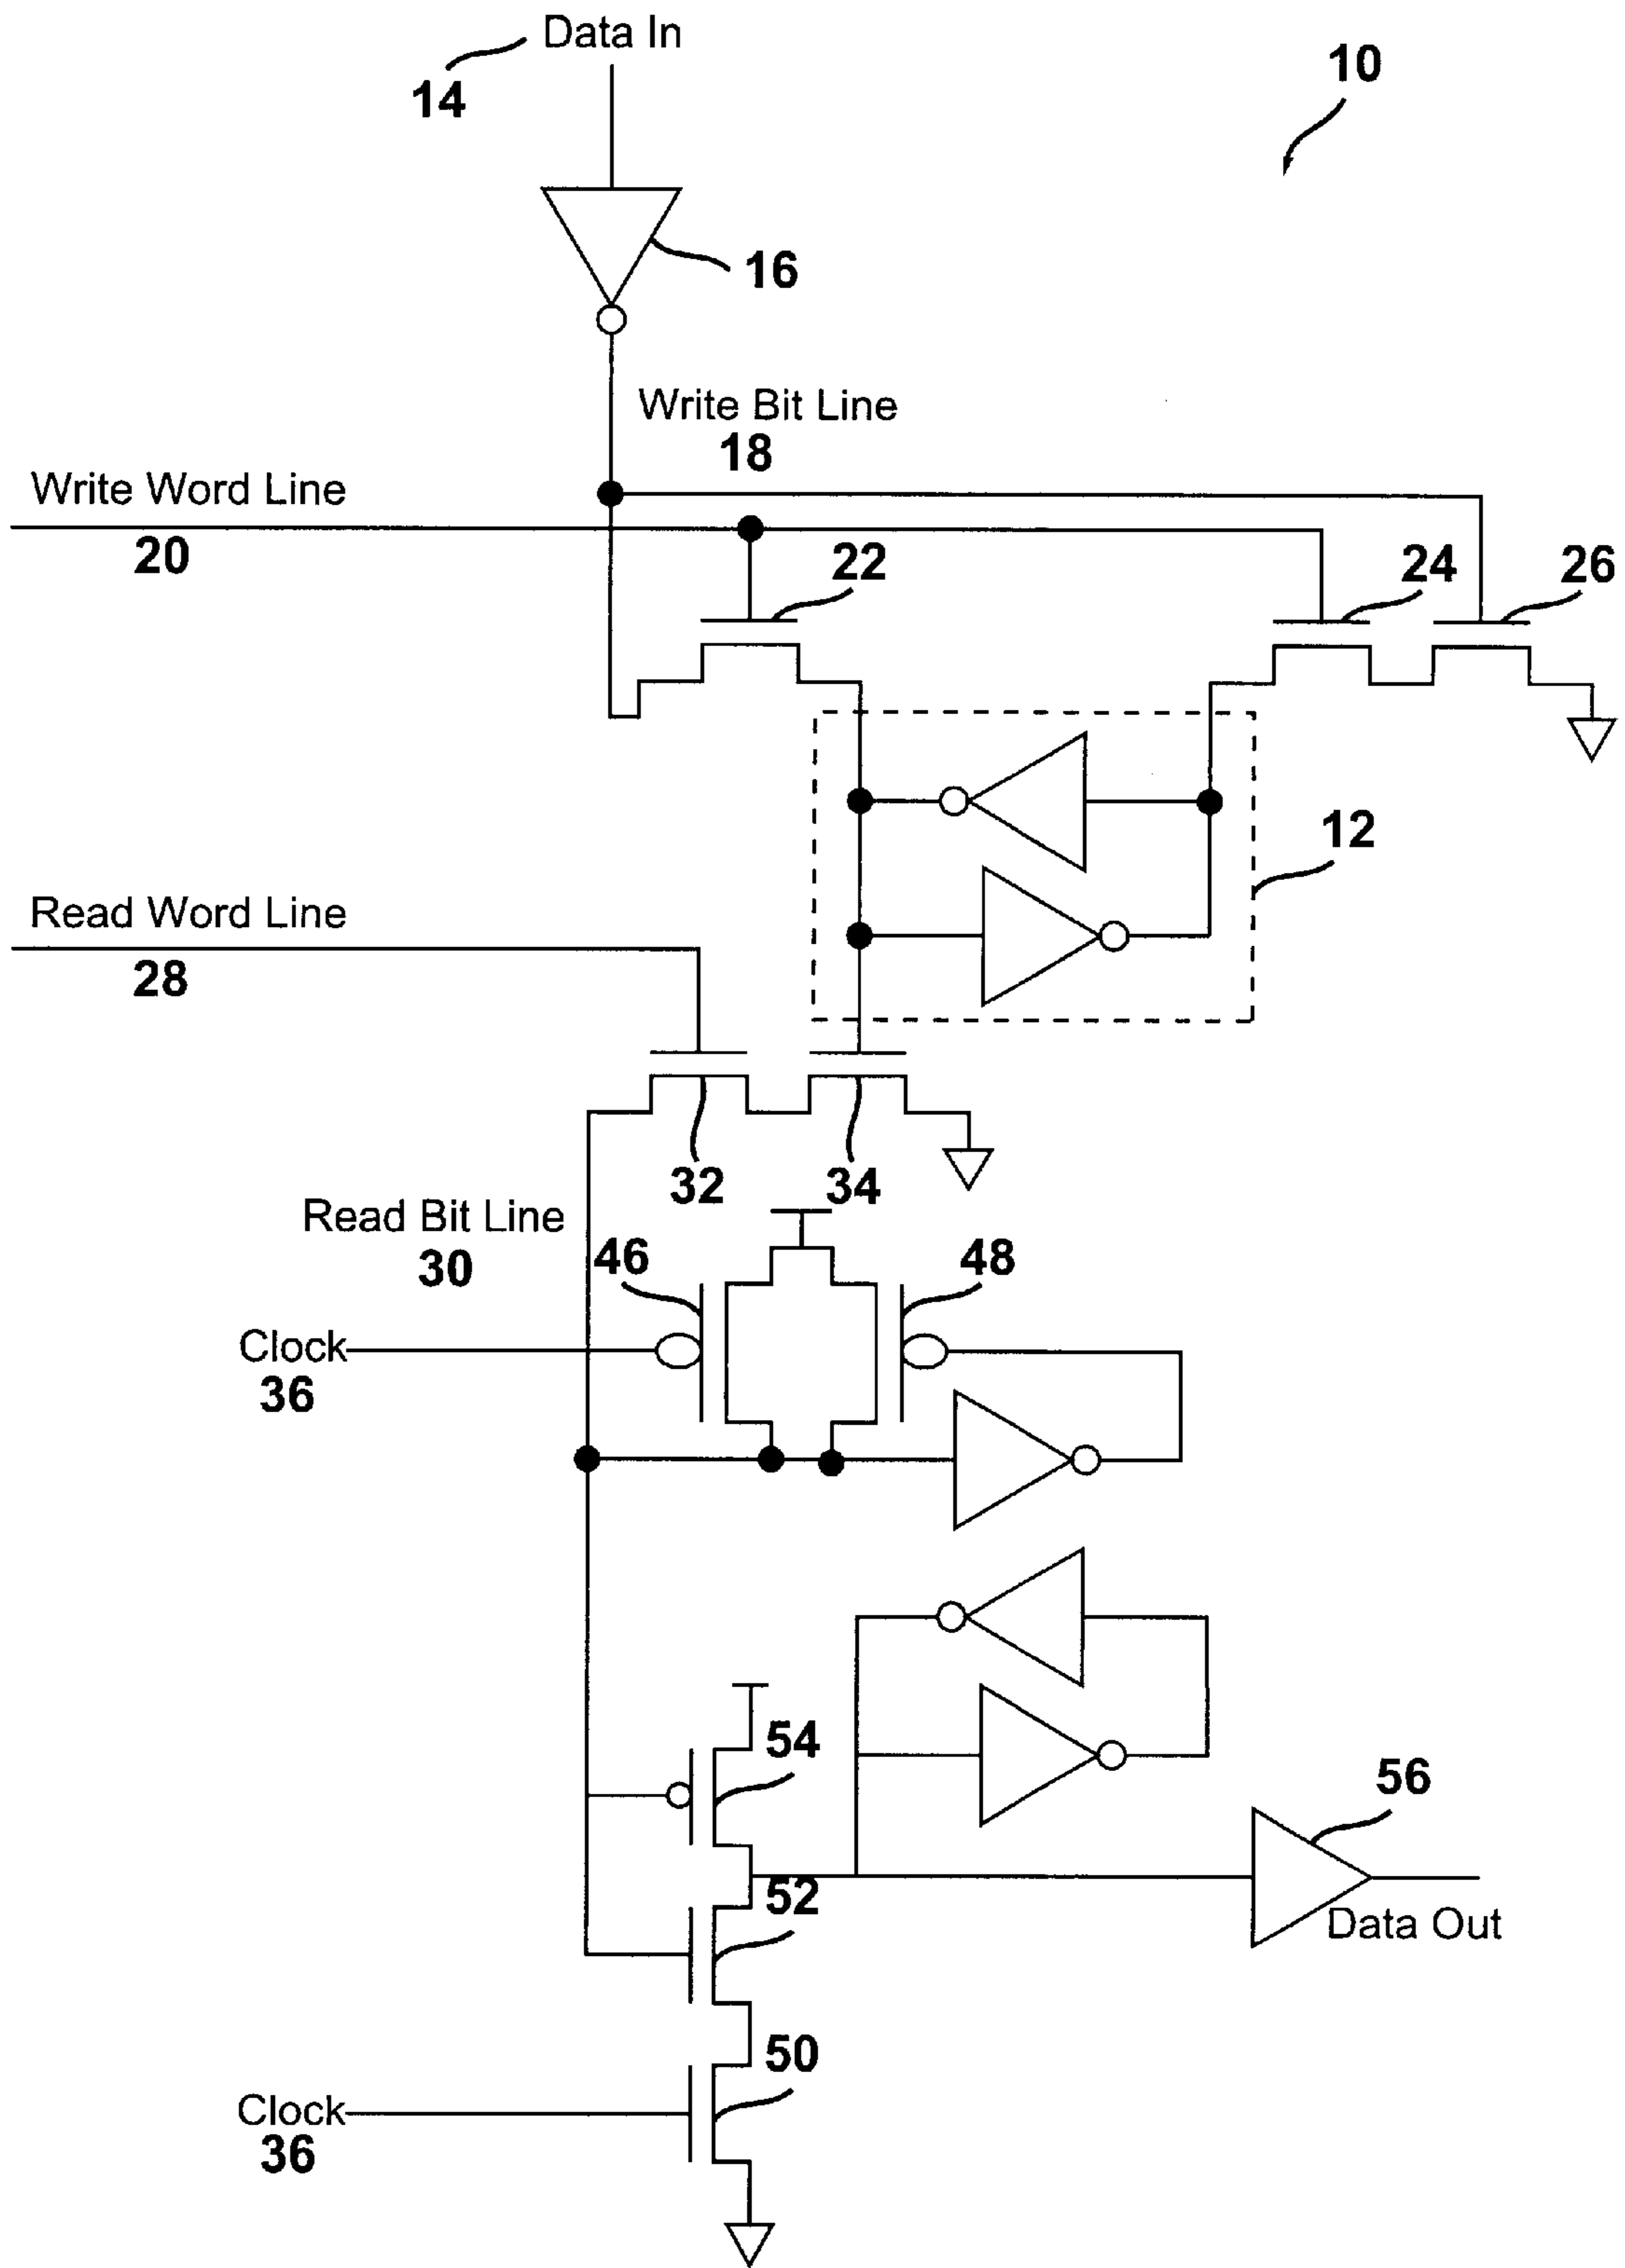 Data In
14
10
16
Write Bit Line
18
Write Word Line
20
22
24
26
12
Read Word Line
28
32
34
Read Bit Line
30
46
48
Clock
36
54
56
52
Data Out
50
Clock
36